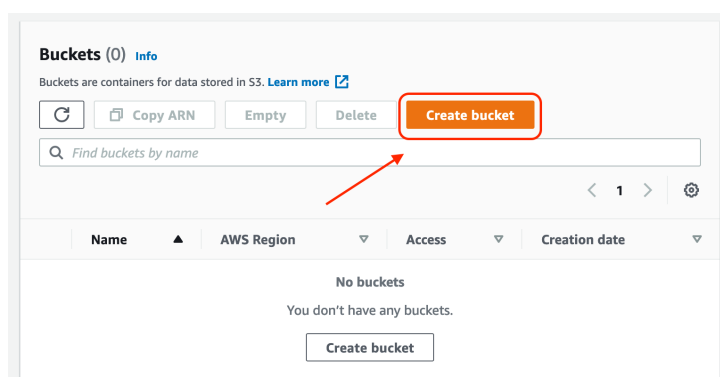 Buckets (0) Info
Buckets are containers for data stored in S3. Learn more
Copy ARN Empty Delete Create bucket
Find buckets by name
1
Name AWS Region Access Creation date
No buckets
You don't have any buckets.
Create bucket